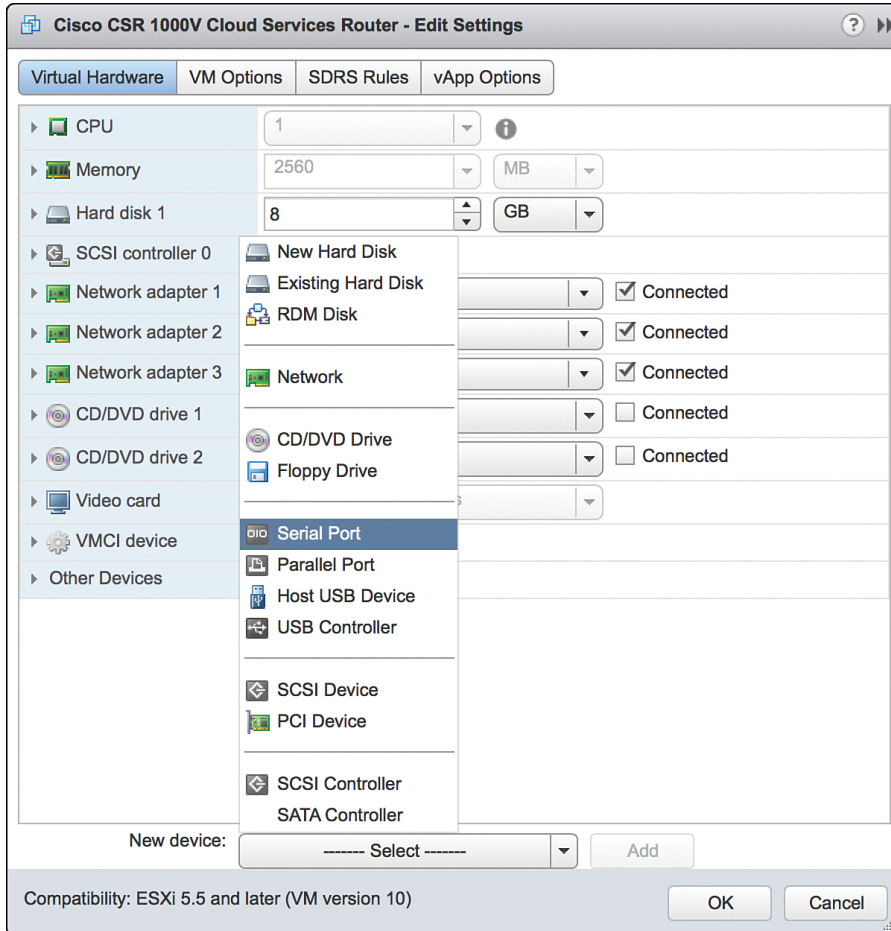 Cisco CSR 1000V Cloud Services Router - Edit Settings ?
Virtual Hardware VM Options SDRS Rules vApp Options
CPU 1
Memory 2560 MB
Hard disk 1 8 GB
SCSI controller 0
Network adapter 1 Connected
Network adapter 2 Connected
Network adapter 3 Connected
CD/DVD drive 1 Connected
CD/DVD drive 2 Connected
Video card
VMCI device
Other Devices
New Hard Disk
Existing Hard Disk
RDM Disk
Network
CD/DVD Drive
Floppy Drive
Serial Port
Parallel Port
Host USB Device
USB Controller
SCSI Device
PCI Device
SCSI Controller
SATA Controller
New device: ------- Select ------- Add
Compatibility: ESXi 5.5 and later (VM version 10) OK Cancel